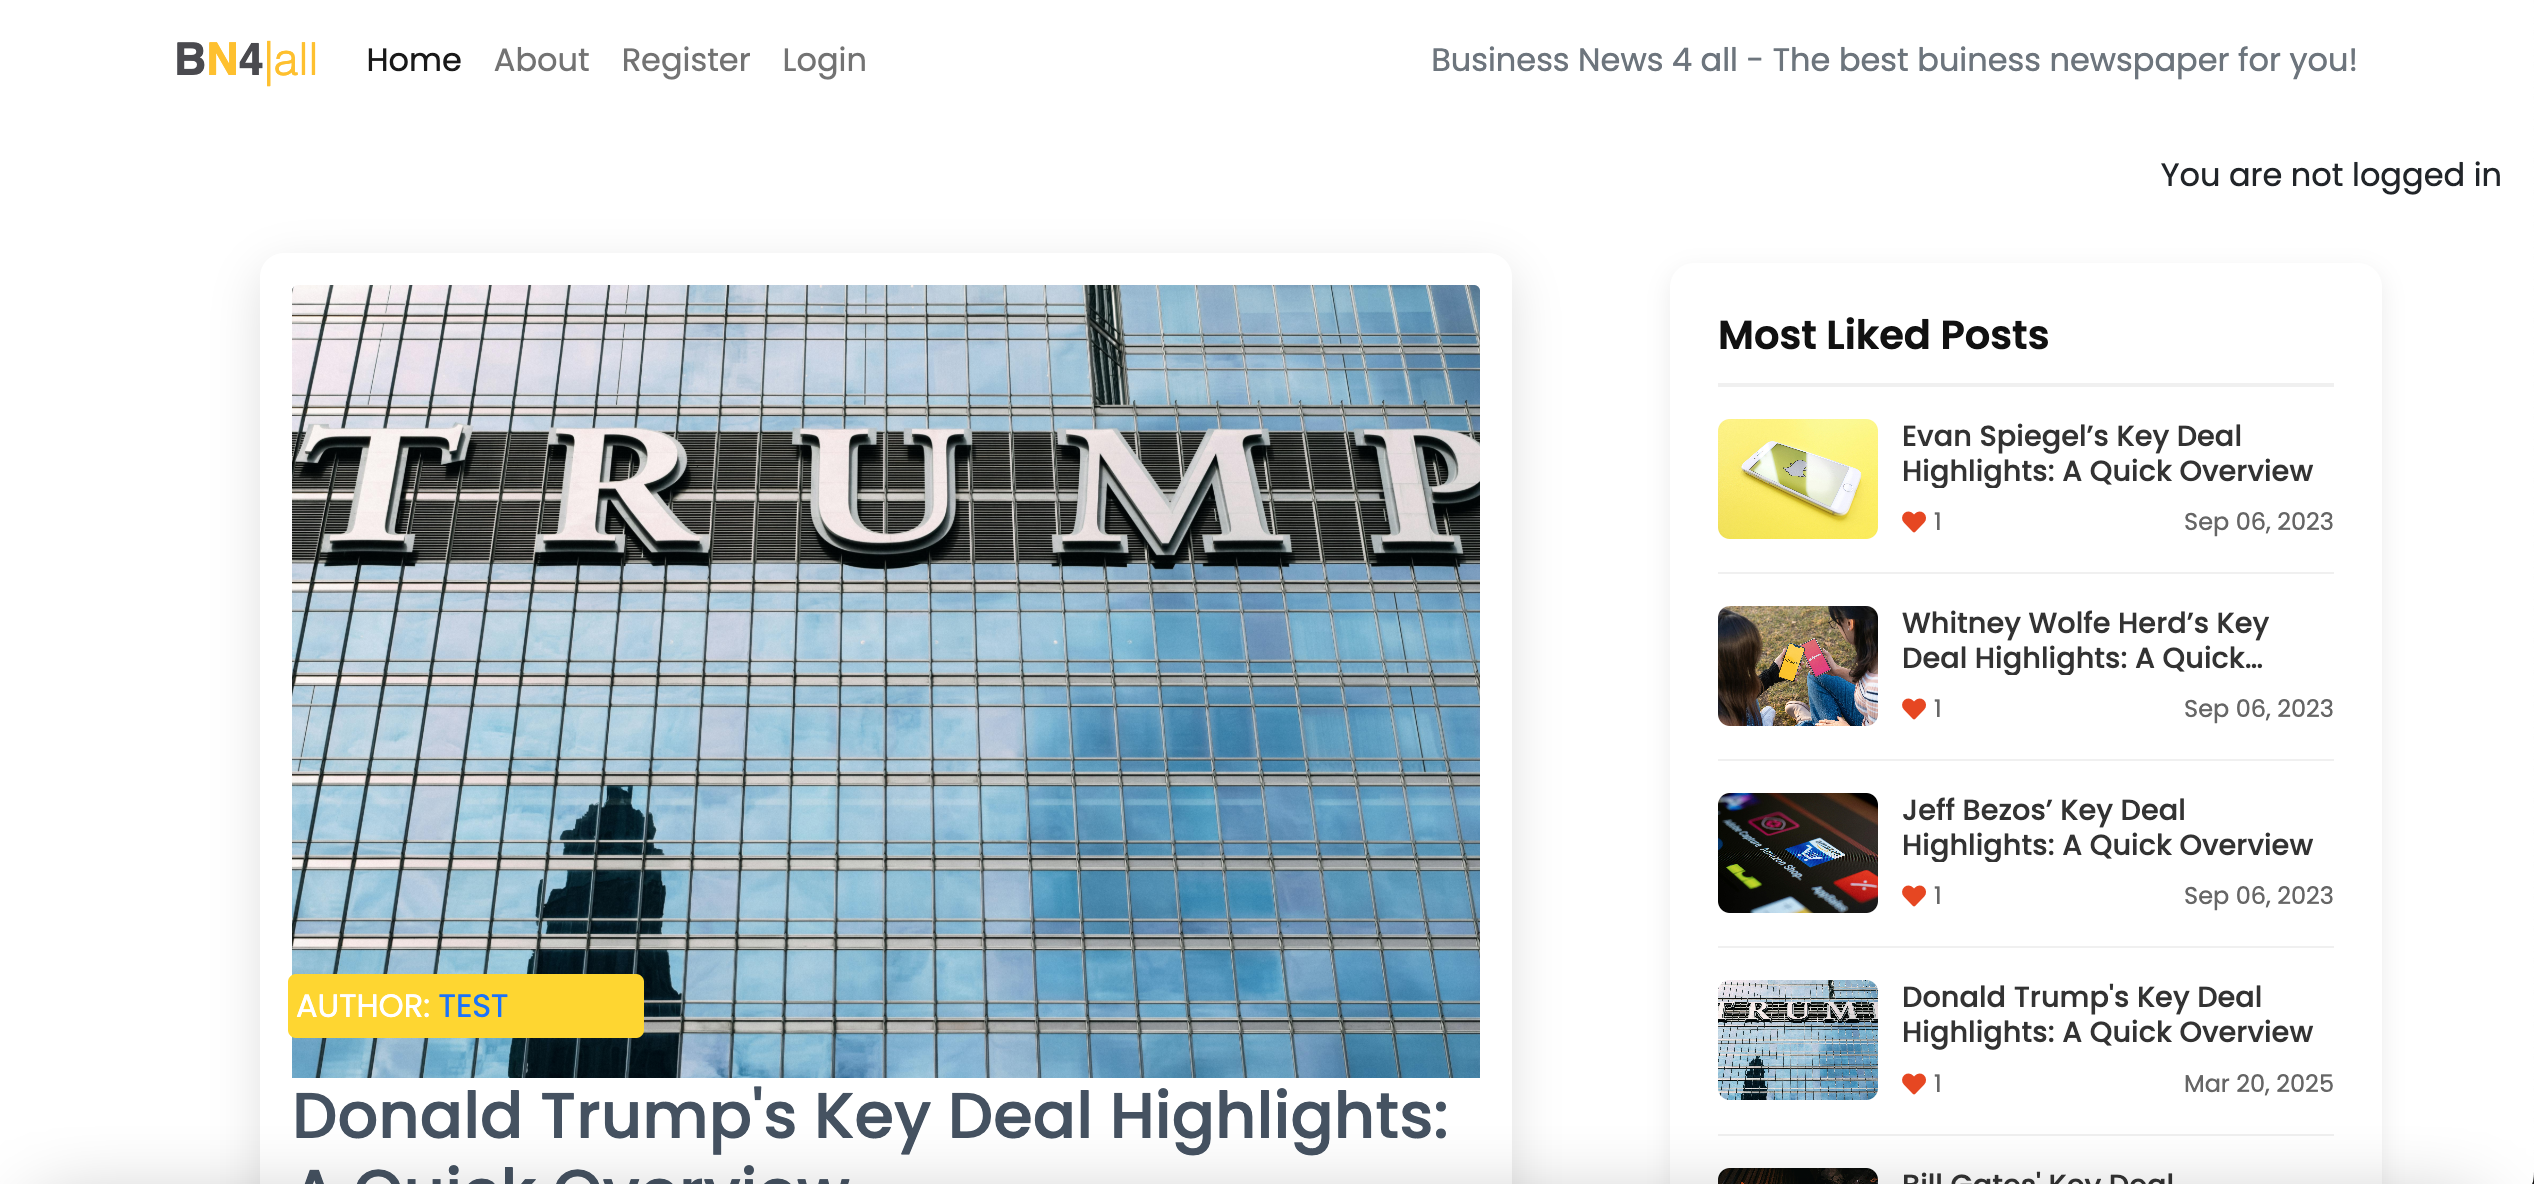 BN4|all Home About Register Login Business News 4 all - The best buiness newspaper for you!
You are not logged in
TRUMP
AUTHOR: TEST
Donald Trump's Key Deal Highlights:
A Quick Overview
Most Liked Posts
Evan Spiegel’s Key Deal
Highlights: A Quick Overview
1 Sep 06, 2023
Whitney Wolfe Herd’s Key
Deal Highlights: A Quick...
1 Sep 06, 2023
Jeff Bezos’ Key Deal
Highlights: A Quick Overview
1 Sep 06, 2023
TRUM
Donald Trump's Key Deal
Highlights: A Quick Overview
1 Mar 20, 2025
Bill Gates' Key Deal